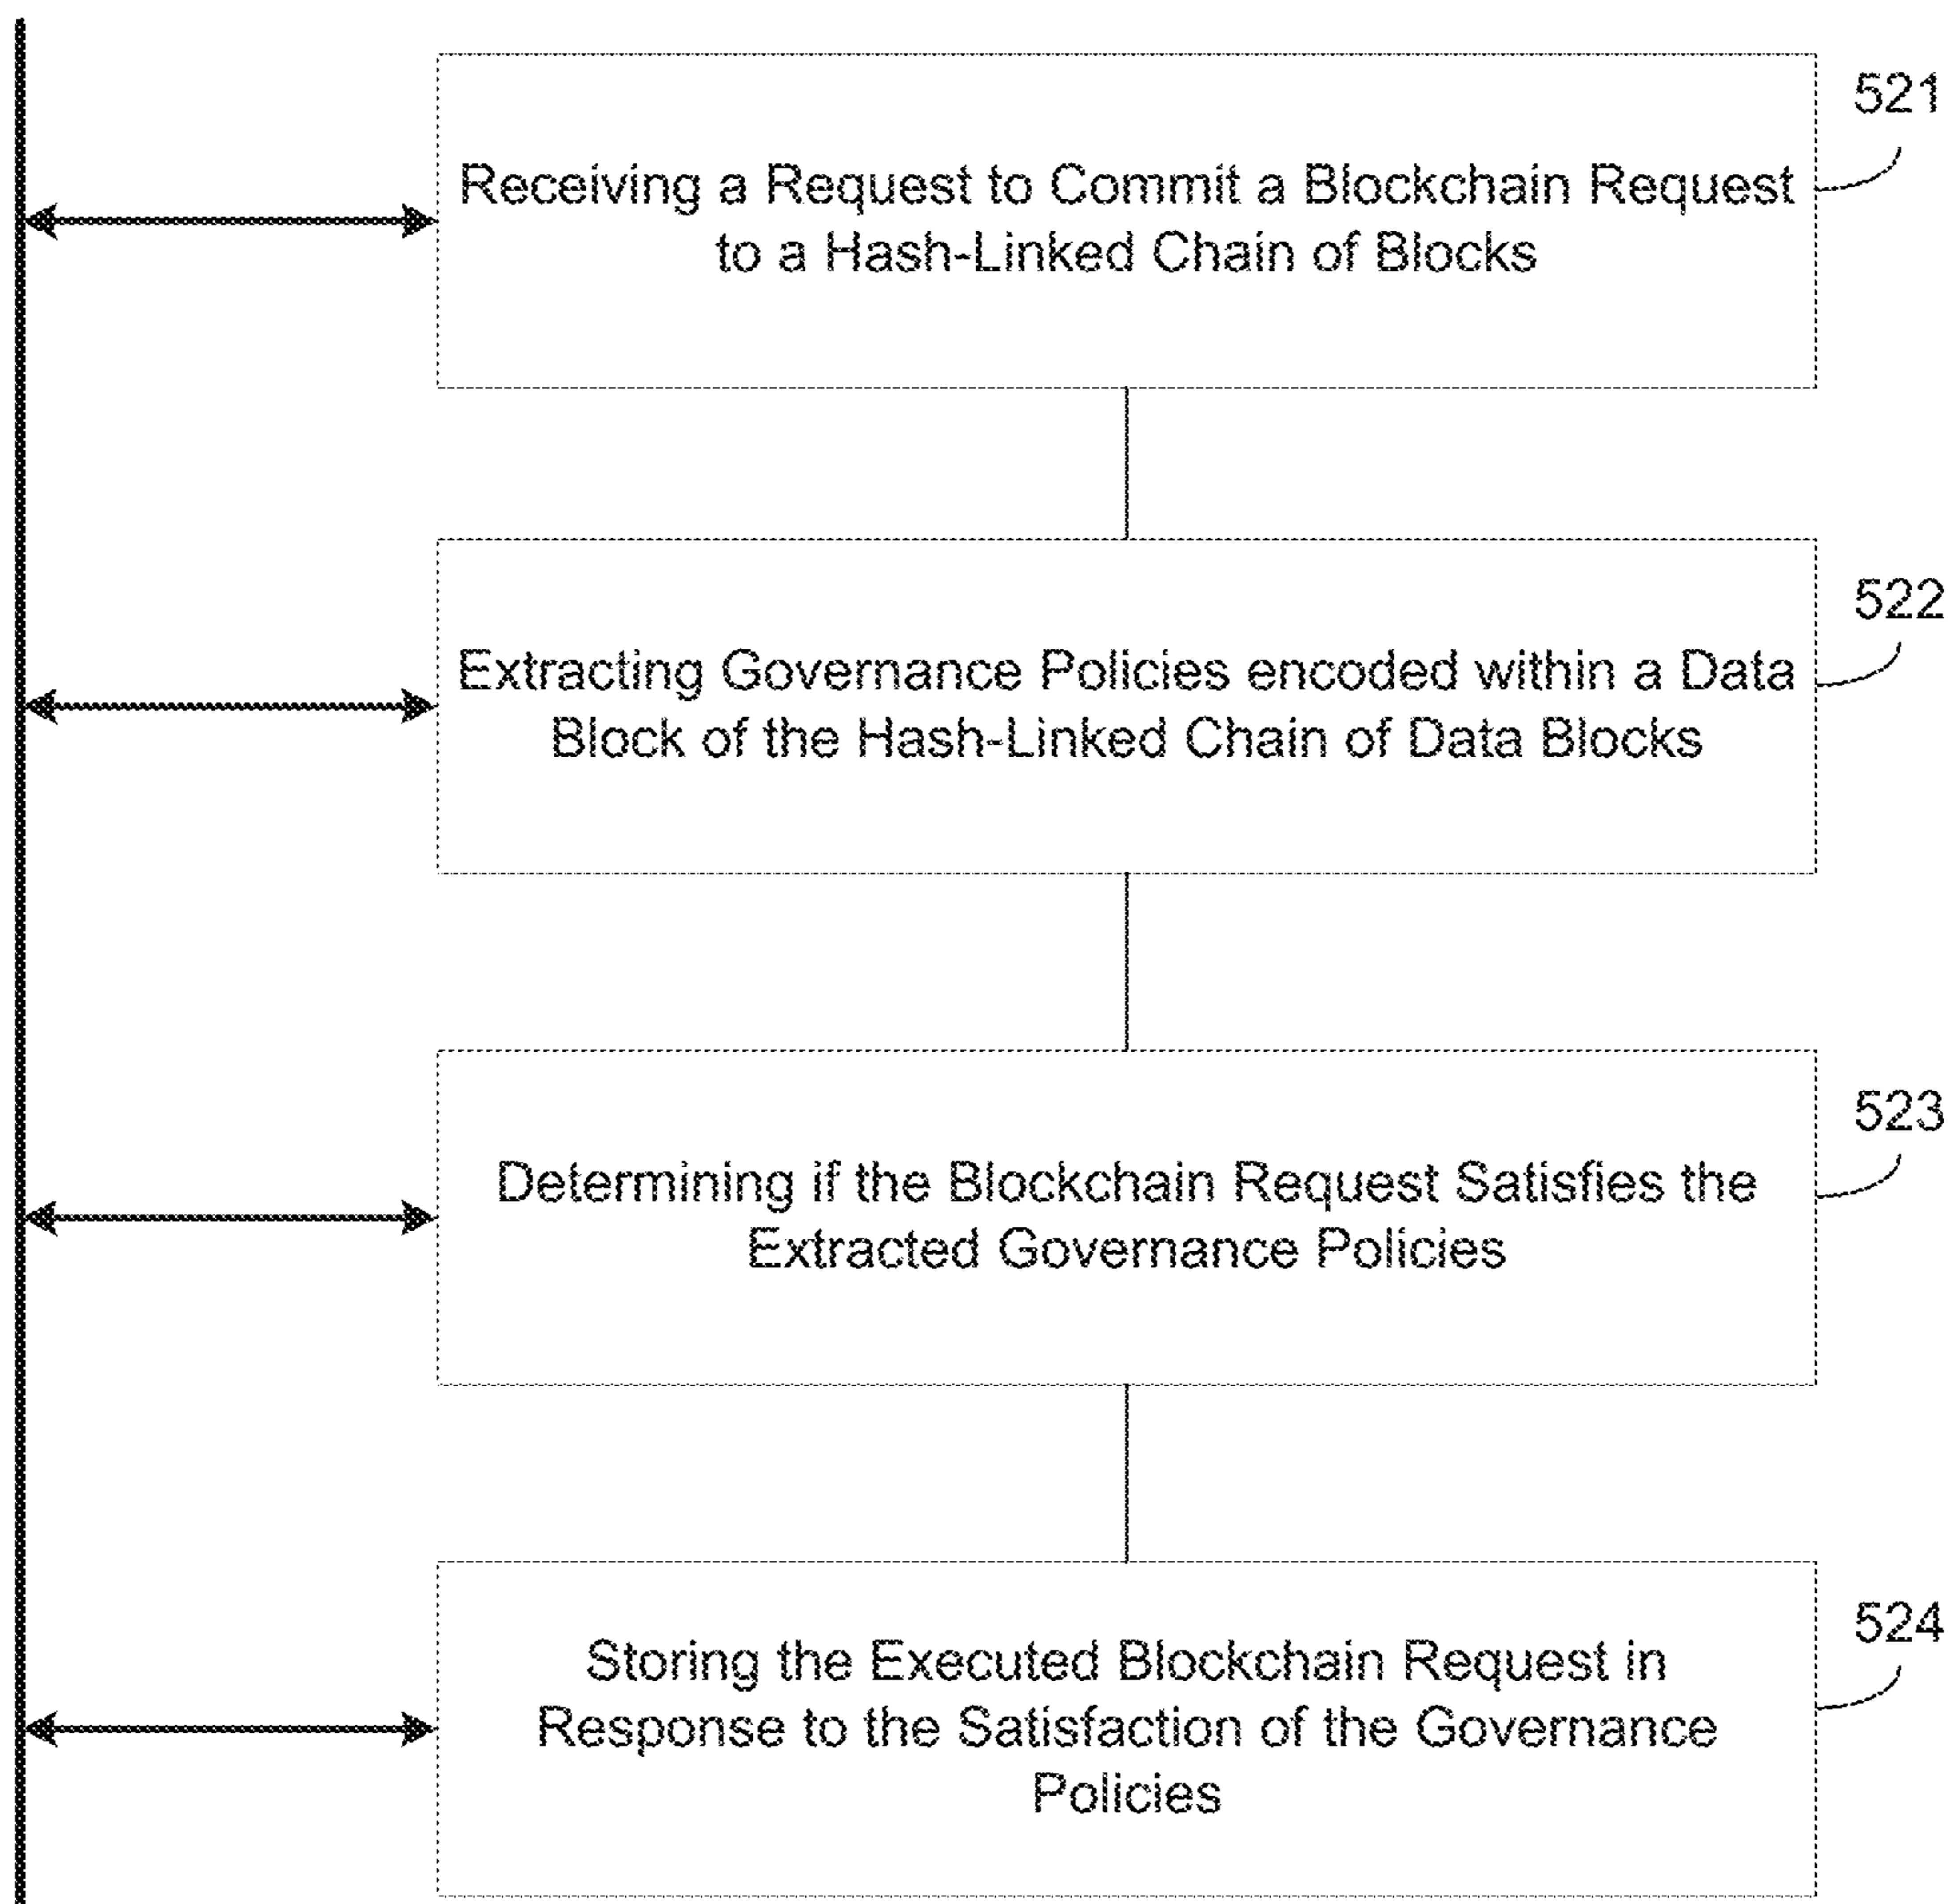 521
Receiving a Request to Commit a Blockchain Request
to a Hash-Linked Chain of Blocks
522
Extracting Governance Policies encoded within a Data
Block of the Hash-Linked Chain of Data Blocks
523
Determining if the Blockchain Request Satisfies the
Extracted Governance Policies
524
Storing the Executed Blockchain Request in
Response to the Satisfaction of the Governance
Policies